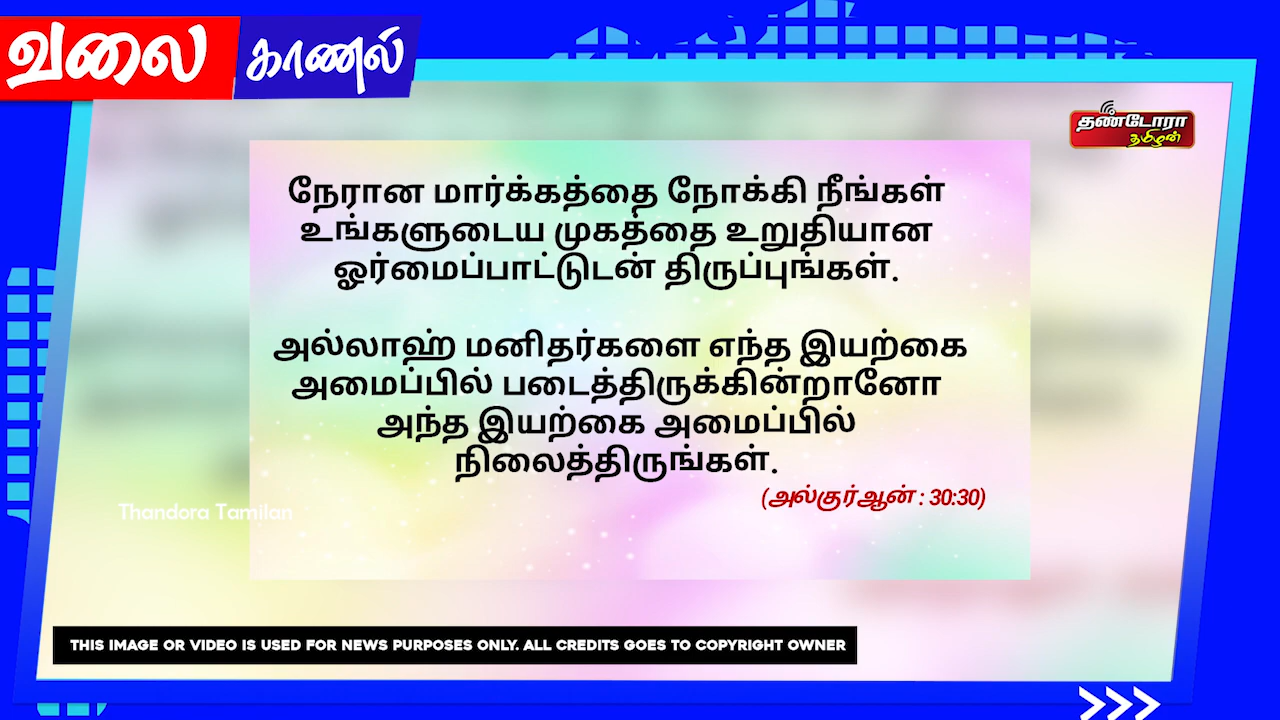 வலை காணல்
தண்டோரா
தமிழன்
நேரான மார்க்கத்தை நோக்கி நீங்கள்
உங்களுடைய முகத்தை உறுதியான
ஓர்மைப்பாட்டுடன் திருப்புங்கள்.
அல்லாஹ் மனிதர்களை எந்த இயற்கை
அமைப்பில் படைத்திருக்கின்றானோ
அந்த இயற்கை அமைப்பில்
நிலைத்திருங்கள்.
(அல்குர்ஆன் : 30:30)
Thandora Tamilan
THIS IMAGE OR VIDEO IS USED FOR NEWS PURPOSES ONLY. ALL CREDITS GOES TO COPYRIGHT OWNER